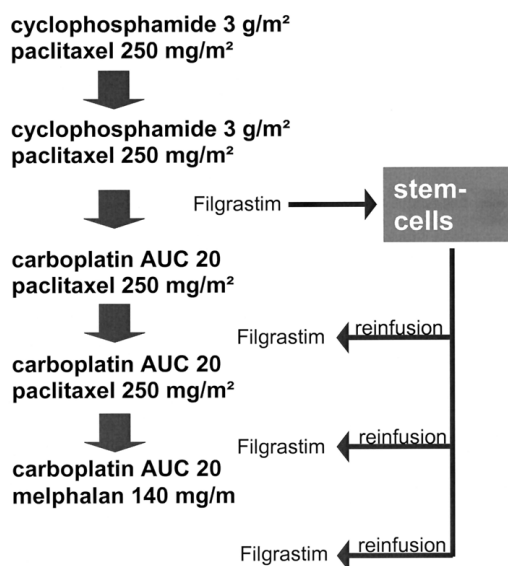 cyclophosphamide 3 g/m²
paclitaxel 250 mg/m²
cyclophosphamide 3 g/m²
paclitaxel 250 mg/m²
Filgrastim
stem-
cells
carboplatin AUC 20
paclitaxel 250 mg/m²
Filgrastim
reinfusion
carboplatin AUC 20
paclitaxel 250 mg/m²
Filgrastim
reinfusion
carboplatin AUC 20
melphalan 140 mg/m
Filgrastim
reinfusion